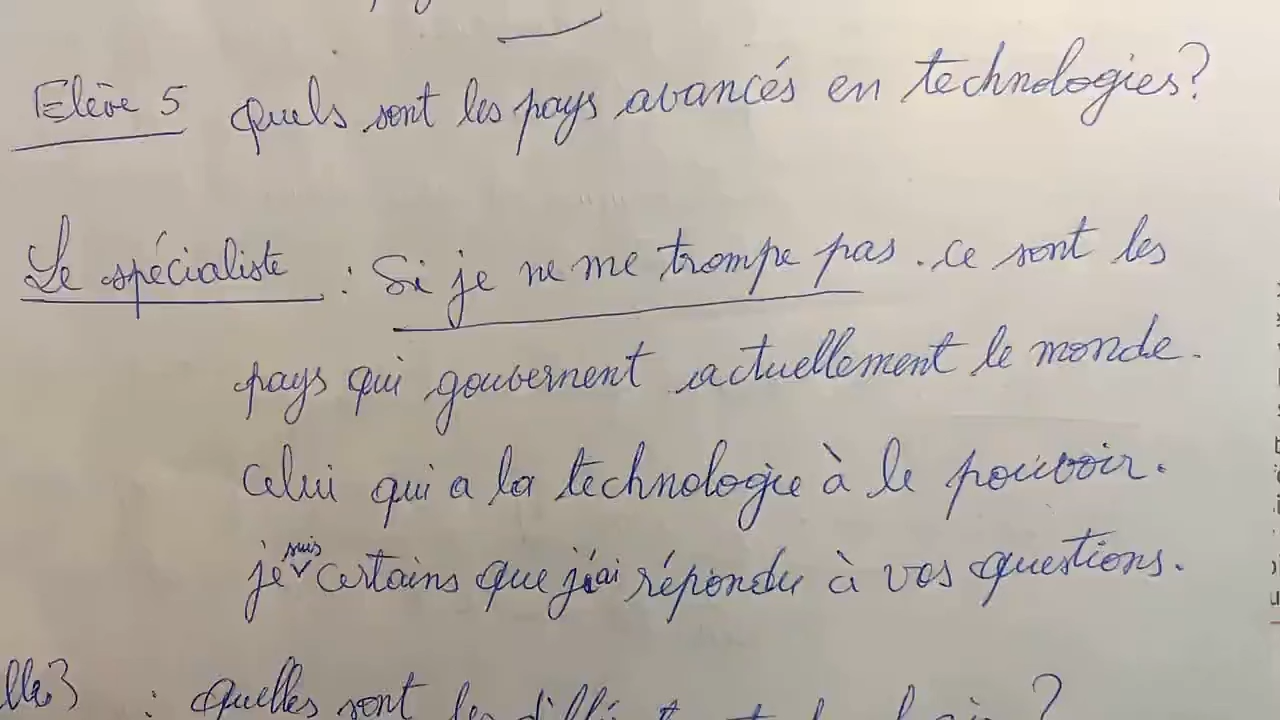 Elève 5 Quels sont les pays avancés en technologies?
Le spécialiste : Si je ne me trompe pas. ce sont les
pays qui gouvernent actuellement le monde.
Celui qui a la technologie à le pouvoir.
je suis certains que j'ai répondu à vos questions.
: Quelles sont les ?